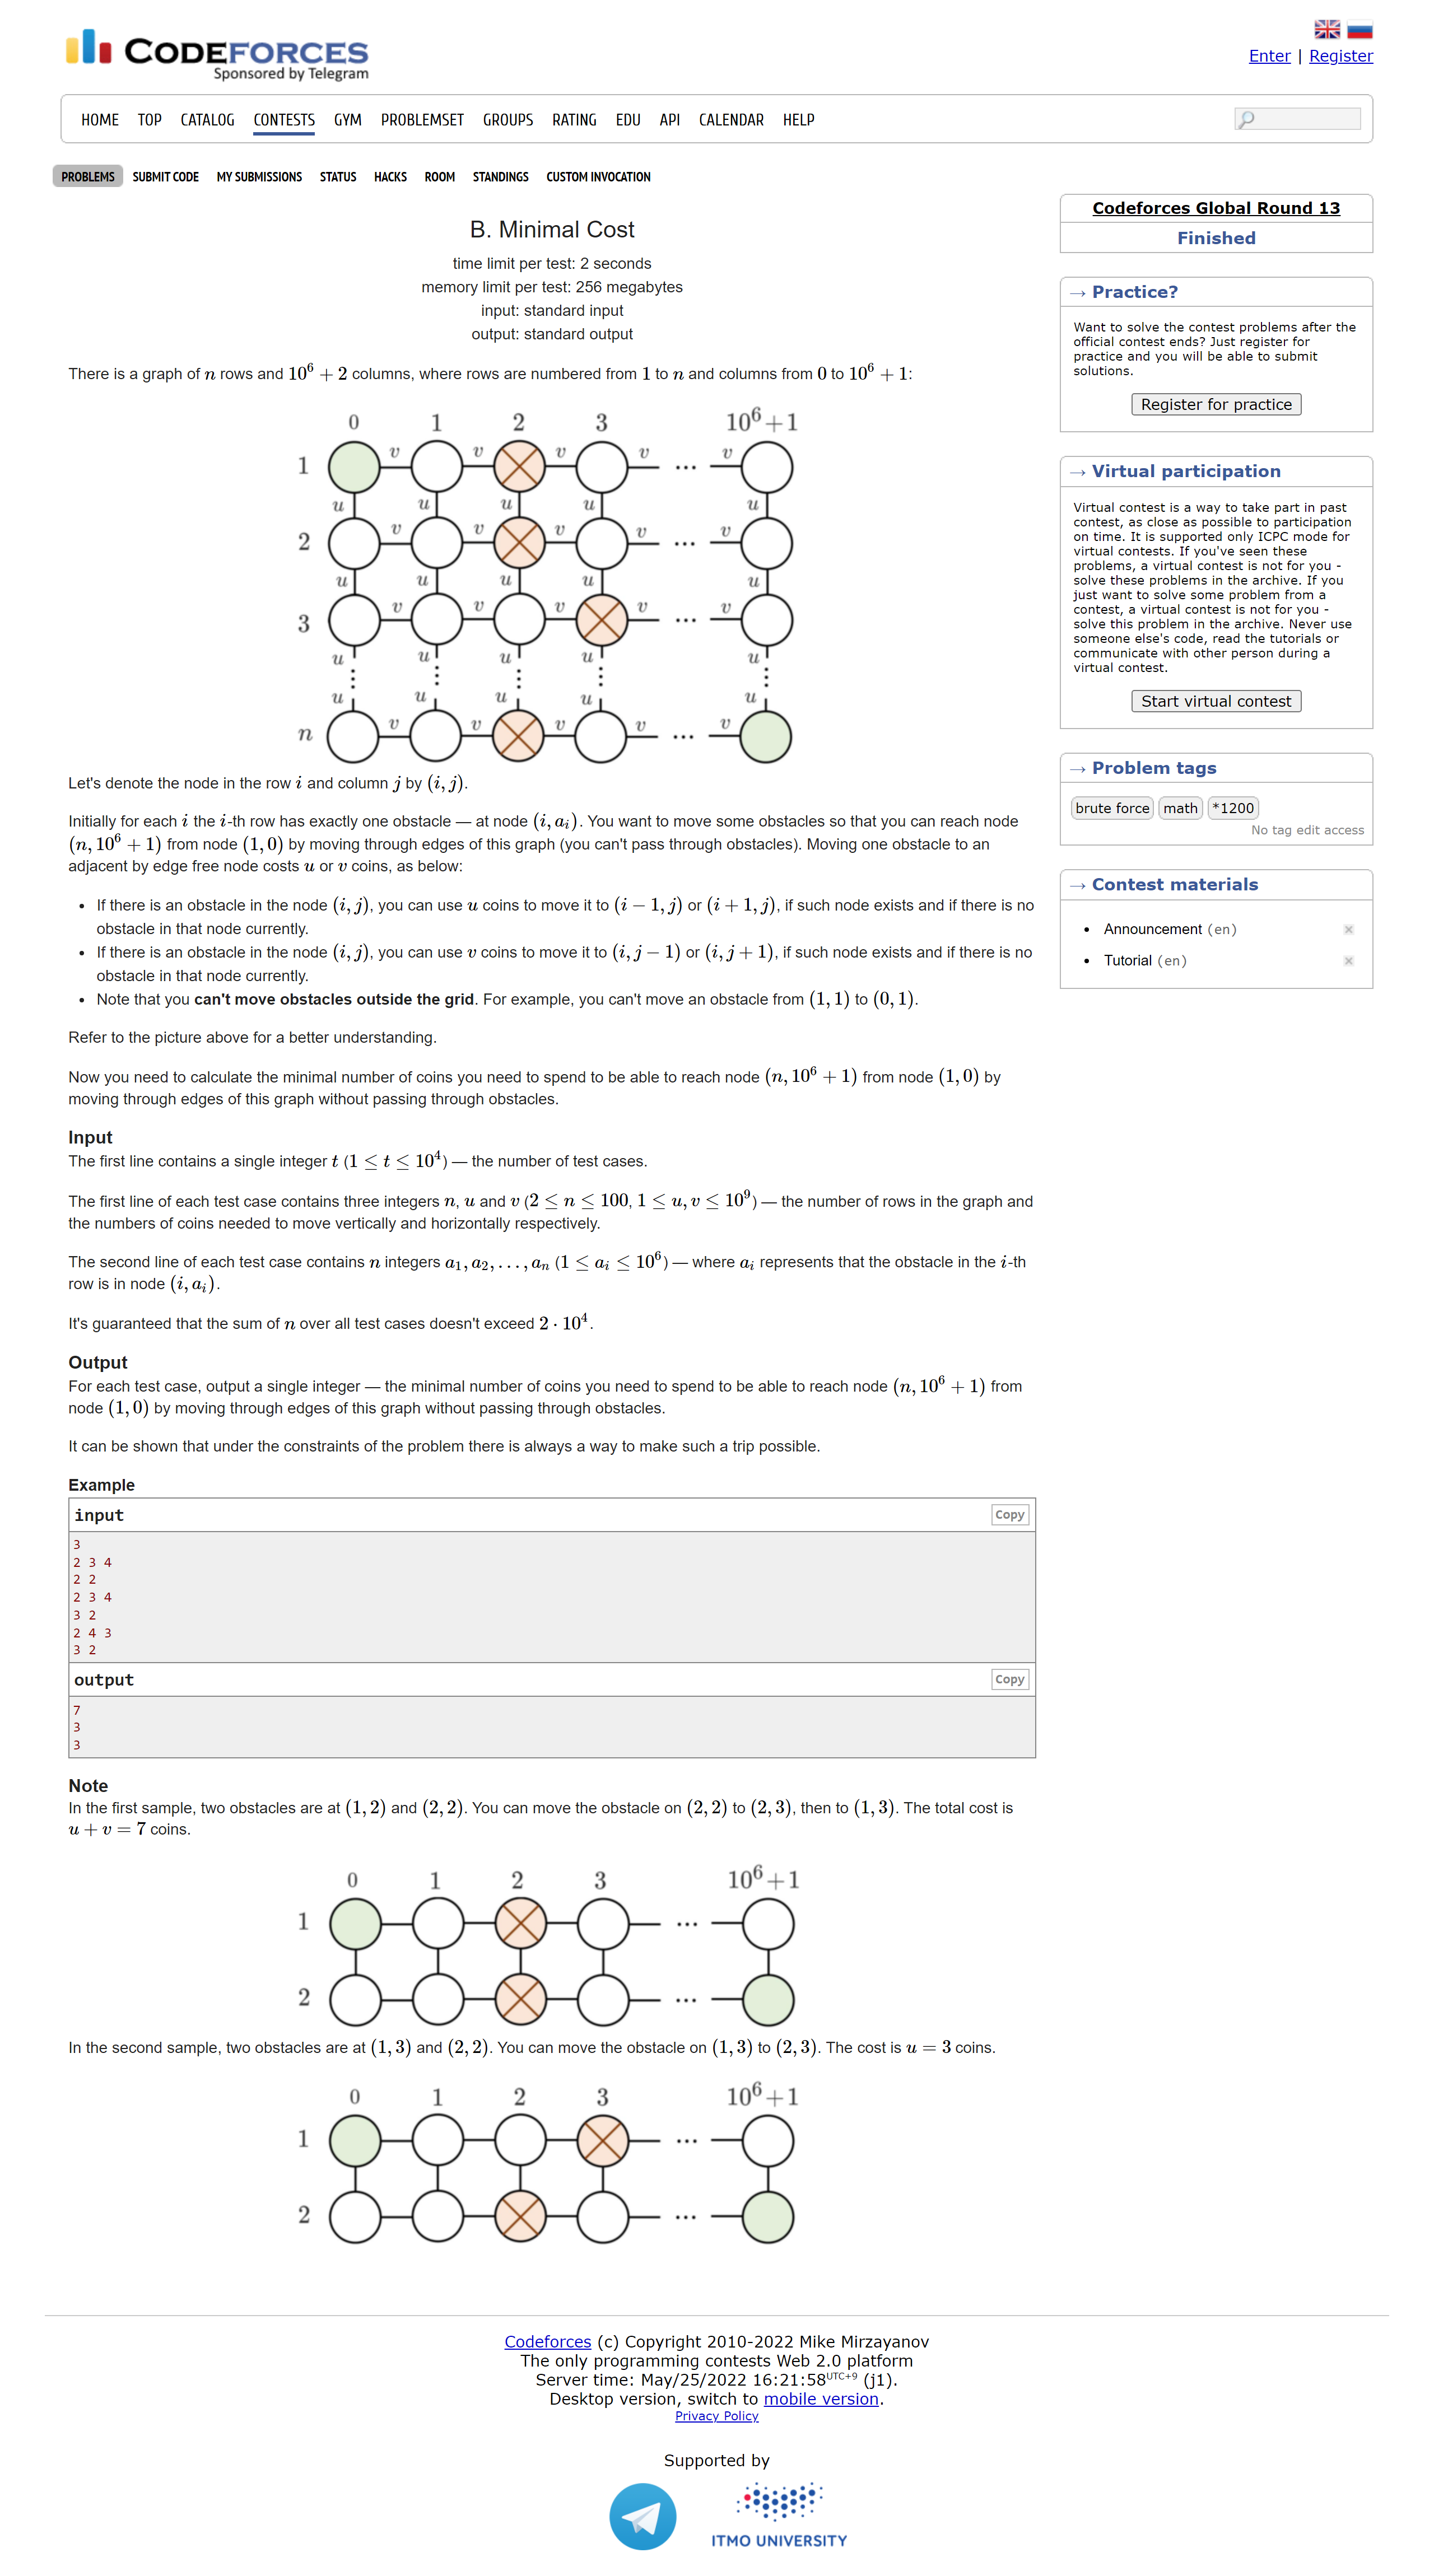 CODEFORCES
Sponsored by Telegram
Enter | Register
HOME TOP CATALOG CONTESTS GYM PROBLEMSET GROUPS RATING EDU API CALENDAR HELP
PROBLEMS SUBMIT CODE MY SUBMISSIONS STATUS HACKS ROOM STANDINGS CUSTOM INVOCATION
B. Minimal Cost
time limit per test: 2 seconds
memory limit per test: 256 megabytes
input: standard input
output: standard output
There is a graph of n rows and 10^6 + 2 columns, where rows are numbered from 1 to n and columns from 0 to 10^6 + 1:
0 1 2 3 10^6+1
1 v v v v ... v
u u u u u
2 v v v v ... v
u u u u u
3 v v v v ... v
u u u u u
⋮ ⋮ ⋮ ⋮ ⋮
u u u u u
n v v v v ... v
Let's denote the node in the row i and column j by (i, j).
Initially for each i the i-th row has exactly one obstacle — at node (i, a_i). You want to move some obstacles so that you can reach node
(n, 10^6 + 1) from node (1, 0) by moving through edges of this graph (you can't pass through obstacles). Moving one obstacle to an
adjacent by edge free node costs u or v coins, as below:
• If there is an obstacle in the node (i, j), you can use u coins to move it to (i − 1, j) or (i + 1, j), if such node exists and if there is no
obstacle in that node currently.
• If there is an obstacle in the node (i, j), you can use v coins to move it to (i, j − 1) or (i, j + 1), if such node exists and if there is no
obstacle in that node currently.
• Note that you can't move obstacles outside the grid. For example, you can't move an obstacle from (1, 1) to (0, 1).
Refer to the picture above for a better understanding.
Now you need to calculate the minimal number of coins you need to spend to be able to reach node (n, 10^6 + 1) from node (1, 0) by
moving through edges of this graph without passing through obstacles.
Input
The first line contains a single integer t (1 ≤ t ≤ 10^4) — the number of test cases.
The first line of each test case contains three integers n, u and v (2 ≤ n ≤ 100, 1 ≤ u, v ≤ 10^9) — the number of rows in the graph and
the numbers of coins needed to move vertically and horizontally respectively.
The second line of each test case contains n integers a_1, a_2, . . . , a_n (1 ≤ a_i ≤ 10^6) — where a_i represents that the obstacle in the i-th
row is in node (i, a_i).
It's guaranteed that the sum of n over all test cases doesn't exceed 2 · 10^4.
Output
For each test case, output a single integer — the minimal number of coins you need to spend to be able to reach node (n, 10^6 + 1) from
node (1, 0) by moving through edges of this graph without passing through obstacles.
It can be shown that under the constraints of the problem there is always a way to make such a trip possible.
Example
input Copy
3
2 3 4
2 2
2 3 4
3 2
2 4 3
3 2
output Copy
7
3
3
Note
In the first sample, two obstacles are at (1, 2) and (2, 2). You can move the obstacle on (2, 2) to (2, 3), then to (1, 3). The total cost is
u + v = 7 coins.
0 1 2 3 10^6+1
1 ...
2 ...
In the second sample, two obstacles are at (1, 3) and (2, 2). You can move the obstacle on (1, 3) to (2, 3). The cost is u = 3 coins.
0 1 2 3 10^6+1
1 ...
2 ...
Codeforces Global Round 13
Finished
→ Practice?
Want to solve the contest problems after the
official contest ends? Just register for
practice and you will be able to submit
solutions.
Register for practice
→ Virtual participation
Virtual contest is a way to take part in past
contest, as close as possible to participation
on time. It is supported only ICPC mode for
virtual contests. If you've seen these
problems, a virtual contest is not for you -
solve these problems in the archive. If you
just want to solve some problem from a
contest, a virtual contest is not for you -
solve this problem in the archive. Never use
someone else's code, read the tutorials or
communicate with other person during a
virtual contest.
Start virtual contest
→ Problem tags
brute force math *1200
No tag edit access
→ Contest materials
• Announcement (en)
• Tutorial (en)
Codeforces (c) Copyright 2010-2022 Mike Mirzayanov
The only programming contests Web 2.0 platform
Server time: May/25/2022 16:21:58 UTC+9 (j1).
Desktop version, switch to mobile version.
Privacy Policy
Supported by
ITMO UNIVERSITY